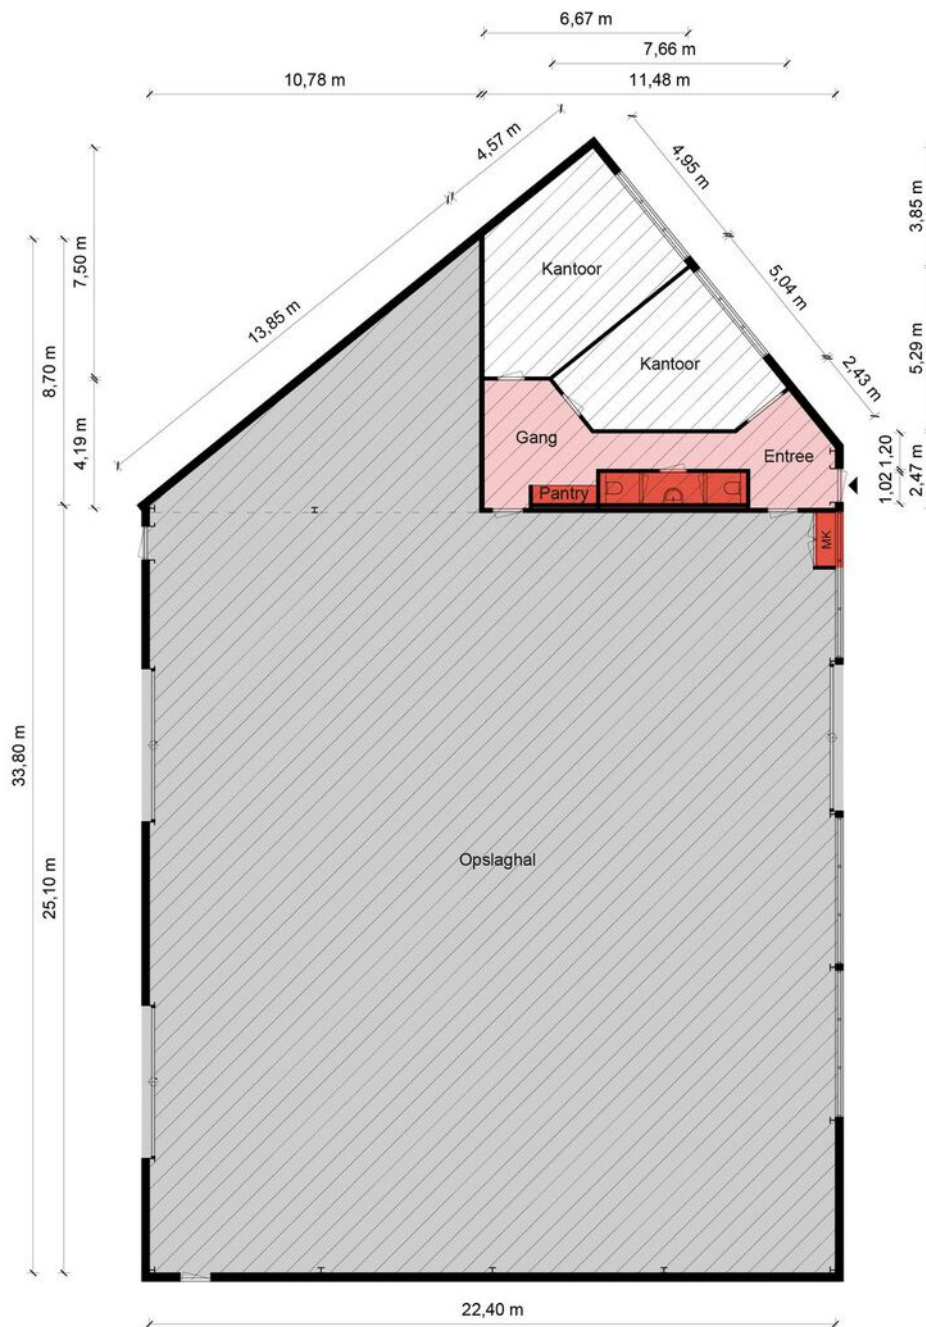 6,67 m
7,66 m
10,78 m
11,48 m
4,57 m
4,95 m
3,85 m
7,50 m
13,85 m
Kantoor
5,04 m
8,70 m
5,29 m
Kantoor
2,43 m
4,19 m
Gang
Entree
1,20
2,47 m
1,02
Pantry
MK
33,80 m
25,10 m
Opslaghal
22,40 m